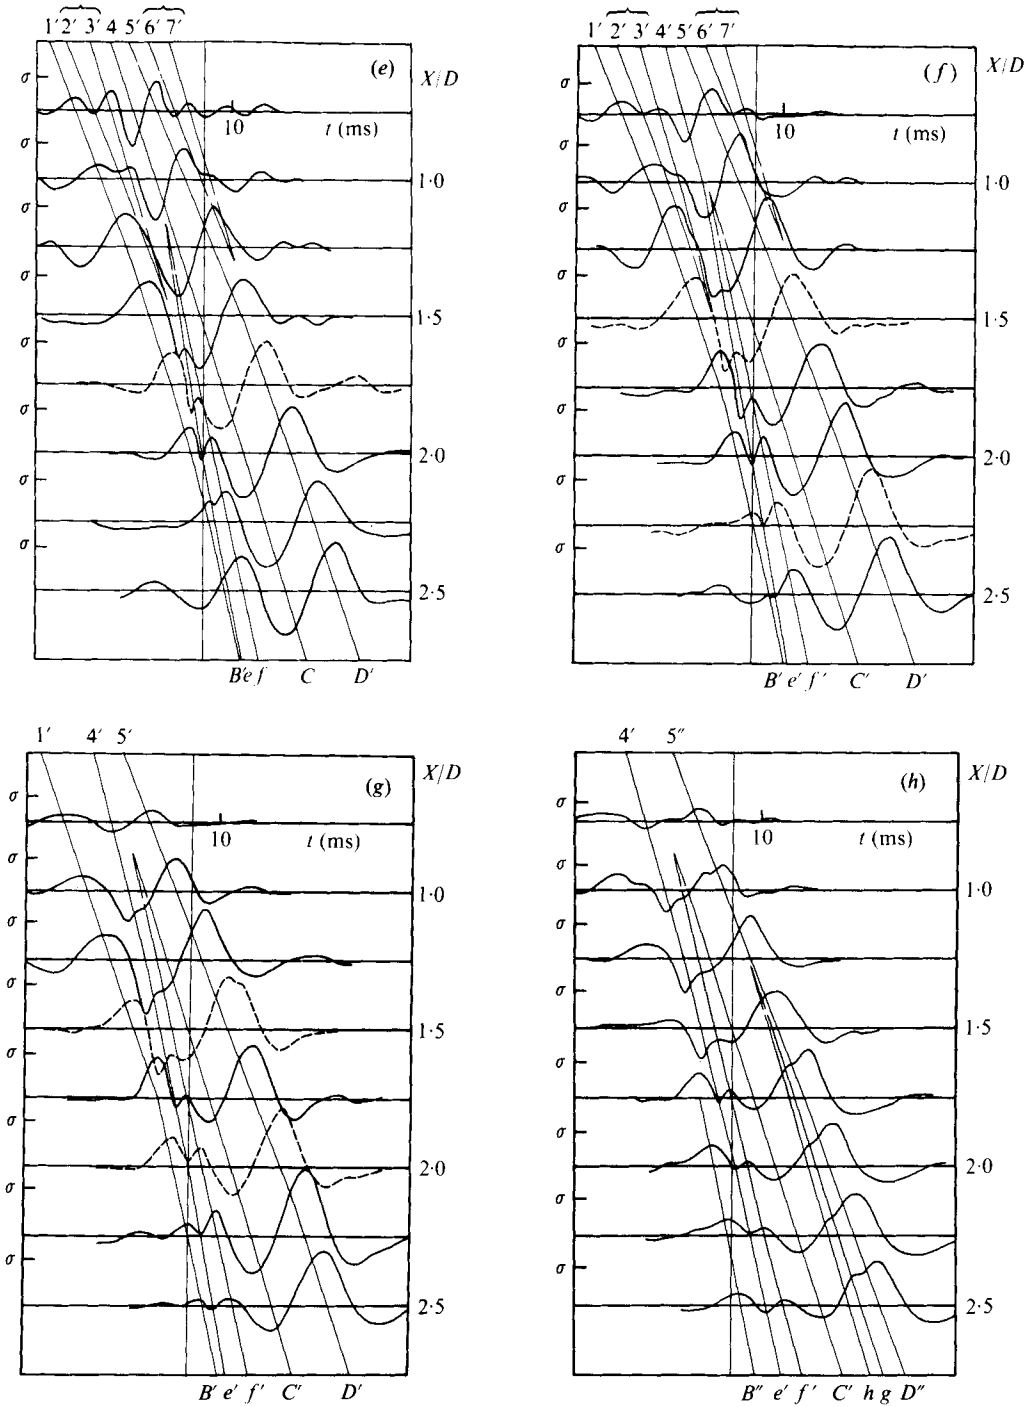 1′ 2′ 3′ 4 5′ 6′ 7′
(e) X/D
σ
10 t (ms)
σ
1·0
σ
σ
1·5
σ
σ
2·0
σ
σ
2·5
B′ e f C D′
1′ 2′ 3′ 4′ 5′ 6′ 7′
(f) X/D
σ
10 t (ms)
σ
1·0
σ
σ
1·5
σ
σ
2·0
σ
σ
2·5
B′ e′ f′ C′ D′
1′ 4′ 5′
(g) X/D
σ
10 t (ms)
σ
1·0
σ
σ
1·5
σ
σ
2·0
σ
σ
2·5
B′ e′ f′ C′ D′
4′ 5″
(h) X/D
σ
10 t (ms)
σ
1·0
σ
σ
1·5
σ
σ
2·0
σ
σ
2·5
B″ e′ f′ C′ h g D″